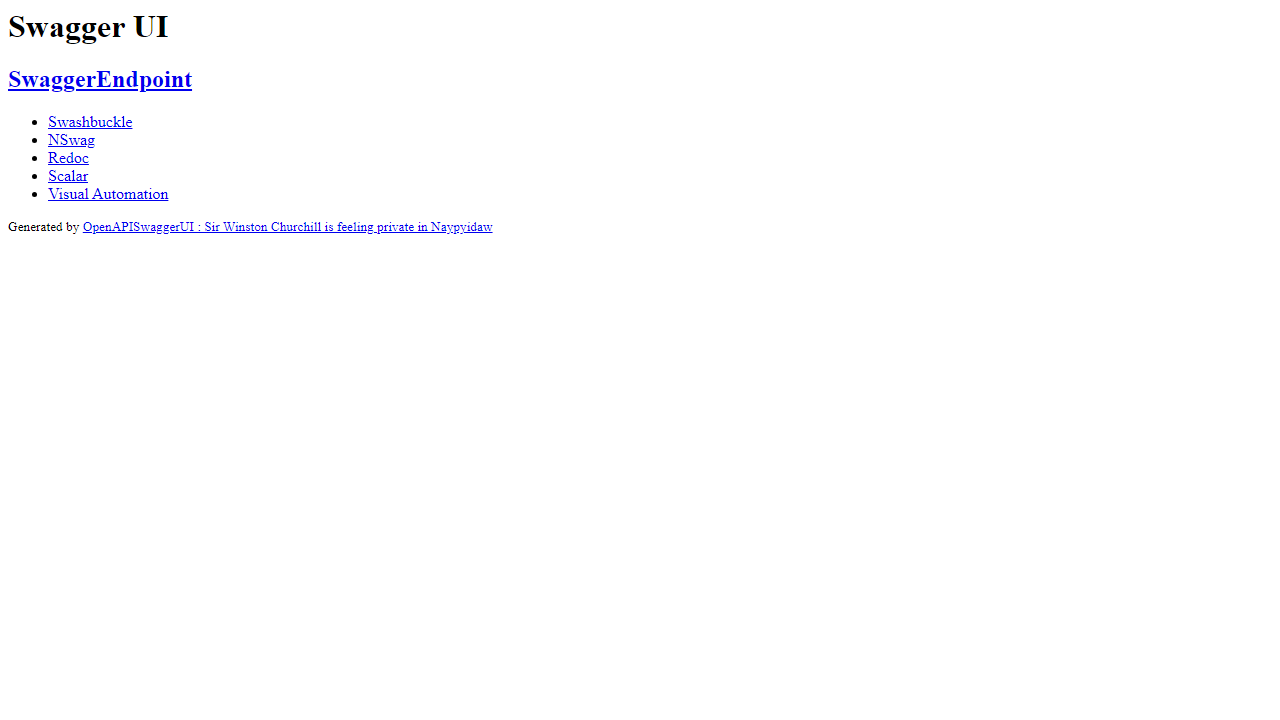 Swagger UI
SwaggerEndpoint
Swashbuckle
NSwag
Redoc
Scalar
Visual Automation
Generated by OpenAPISwaggerUI : Sir Winston Churchill is feeling private in Naypyidaw